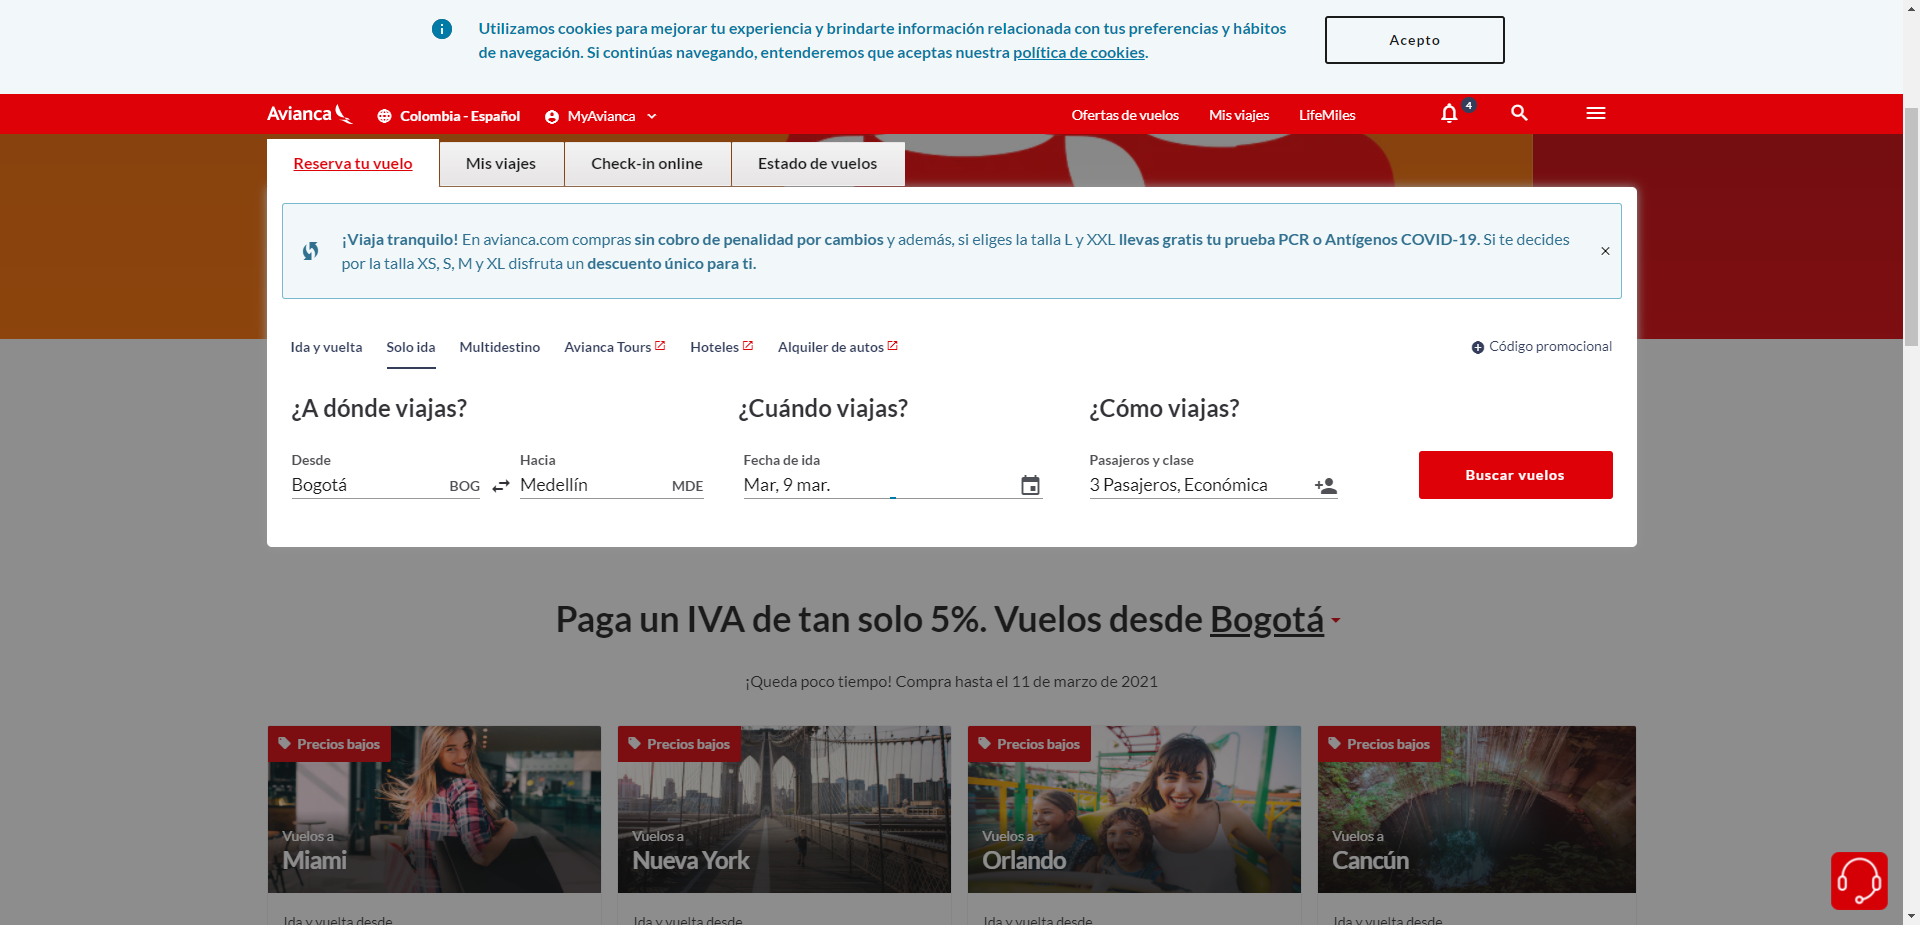 Utilizamos cookies para mejorar tu experiencia y brindarte información relacionada con tus preferencias y hábitos
de navegación. Si continúas navegando, entenderemos que aceptas nuestra política de cookies.
Acepto
Avianca
Colombia - Español
MyAvianca
Ofertas de vuelos
Mis viajes
LifeMiles
4
Reserva tu vuelo
Mis viajes
Check-in online
Estado de vuelos
¡Viaja tranquilo! En avianca.com compras sin cobro de penalidad por cambios y además, si eliges la talla L y XXL llevas gratis tu prueba PCR o Antígenos COVID-19. Si te decides
por la talla XS, S, M y XL disfruta un descuento único para ti.
Ida y vuelta
Solo ida
Multidestino
Avianca Tours
Hoteles
Alquiler de autos
Código promocional
¿A dónde viajas?
¿Cuándo viajas?
¿Cómo viajas?
Desde
Hacia
Fecha de ida
Pasajeros y clase
Bogotá BOG
Medellín MDE
Mar, 9 mar.
3 Pasajeros, Económica
Buscar vuelos
Paga un IVA de tan solo 5%. Vuelos desde Bogotá
¡Queda poco tiempo! Compra hasta el 11 de marzo de 2021
Precios bajos
Vuelos a
Miami
Ida y vuelta desde
Precios bajos
Vuelos a
Nueva York
Ida y vuelta desde
Precios bajos
Vuelos a
Orlando
Ida y vuelta desde
Precios bajos
Vuelos a
Cancún
Ida y vuelta desde